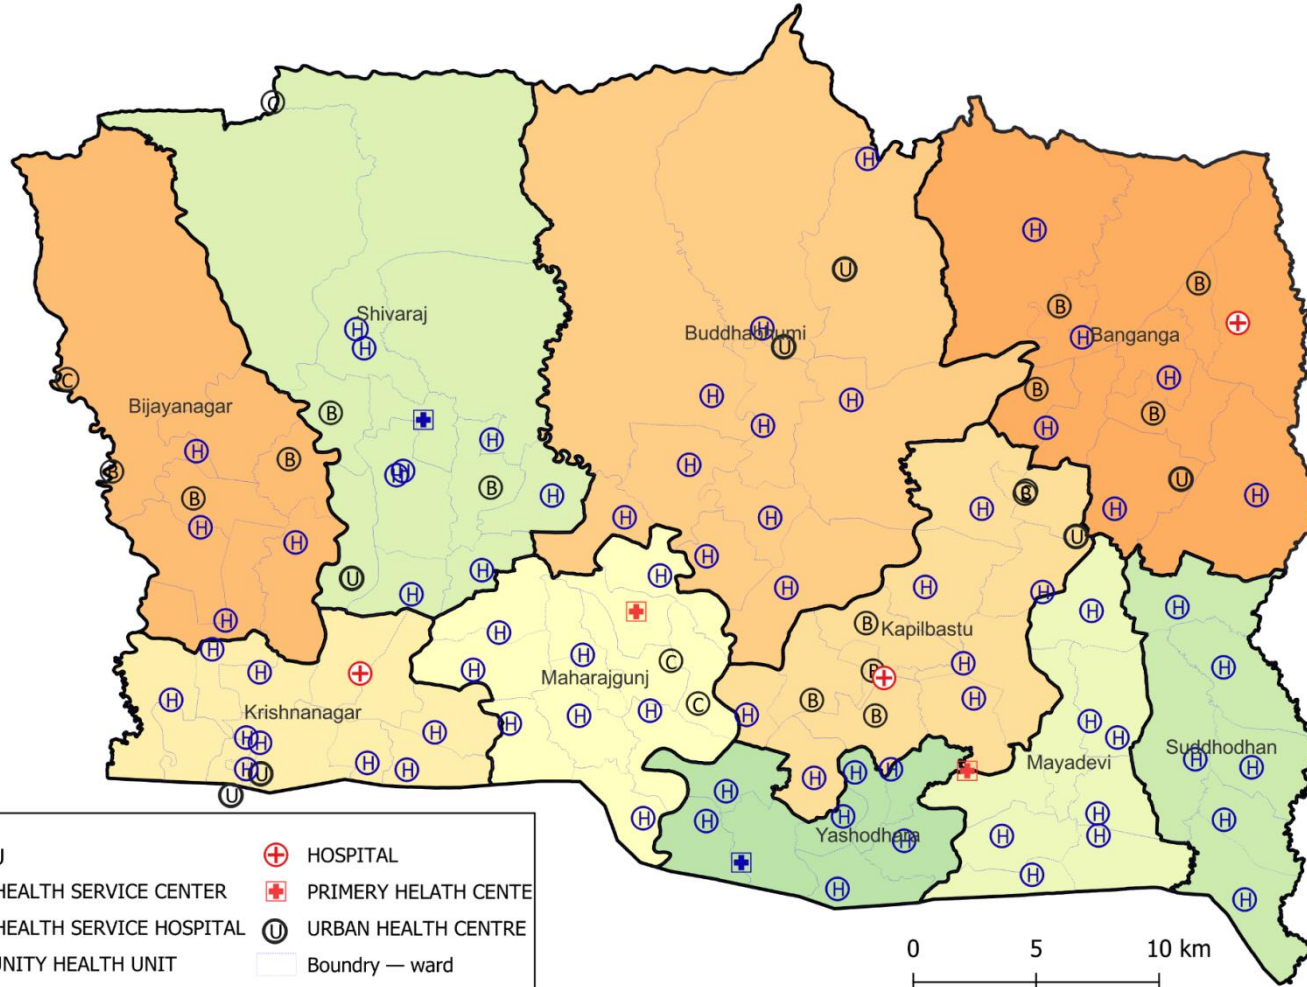 C
H
U
H
B
Shivaraj
H
H
Buddhabhumi
H
U
B
B
Banganga
H
C
Bijayanagar
B
H
H
B
H
H
B
H
H
H
B
B
B
H
H
H
B
H
H
U
H
H
H
H
H
H
U
U
H
H
H
H
H
H
H
H
B
Kapilbastu
H
H
H
H
H
H
Maharajgunj
C
B
H
H
H
Krishnanagar
H
H
H
C
B
B
H
H
H
H
H
H
H
Mayadevi
Suddhodhan
H
U
H
H
H
H
H
H
H
U
H
H
H
H
Yashodhara
H
H
H
H
H
H
H
H
H
U
HOSPITAL
HEALTH SERVICE CENTER
PRIMERY HELATH CENTE
HEALTH SERVICE HOSPITAL
U
URBAN HEALTH CENTRE
UNITY HEALTH UNIT
Boundry — ward
0 5 10 km